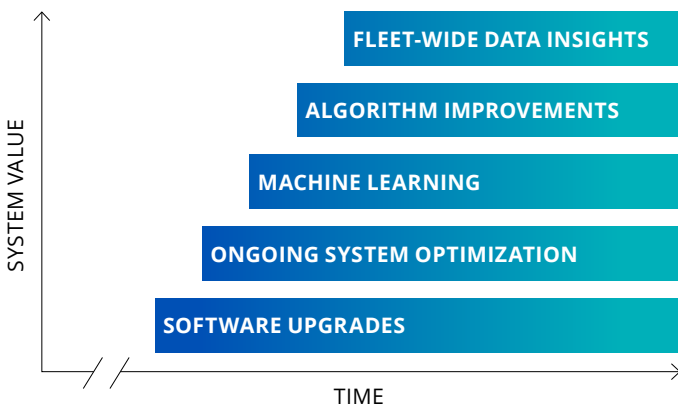 FLEET-WIDE DATA INSIGHTS
ALGORITHM IMPROVEMENTS
MACHINE LEARNING
ONGOING SYSTEM OPTIMIZATION
SOFTWARE UPGRADES
SYSTEM VALUE
TIME